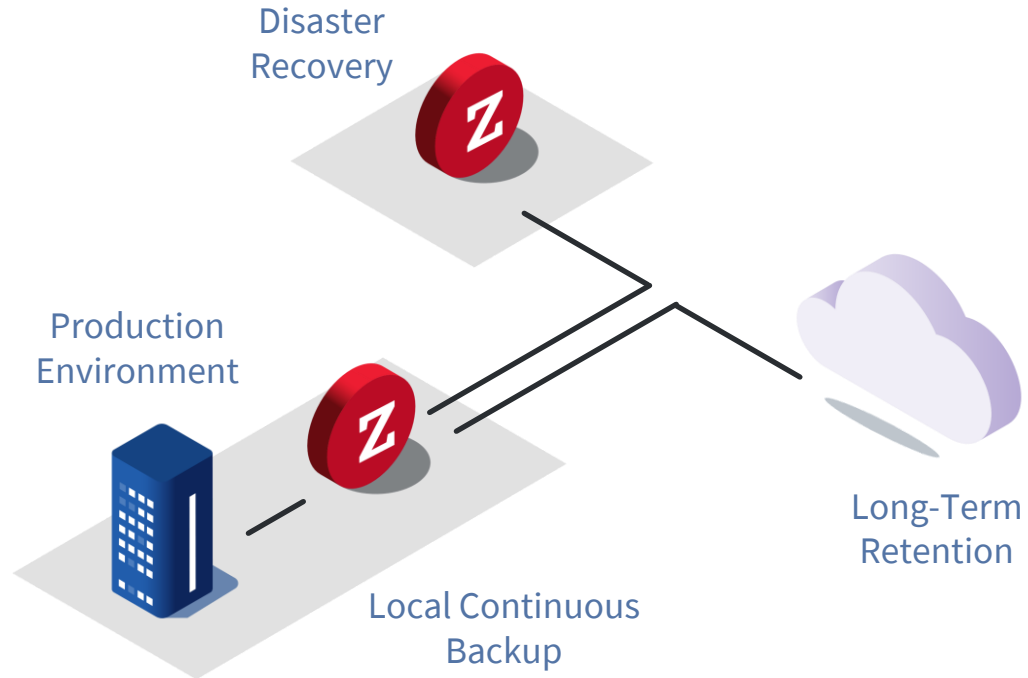 Disaster
Recovery
Z
Production
Environment
Z
Long-Term
Retention
Local Continuous
Backup